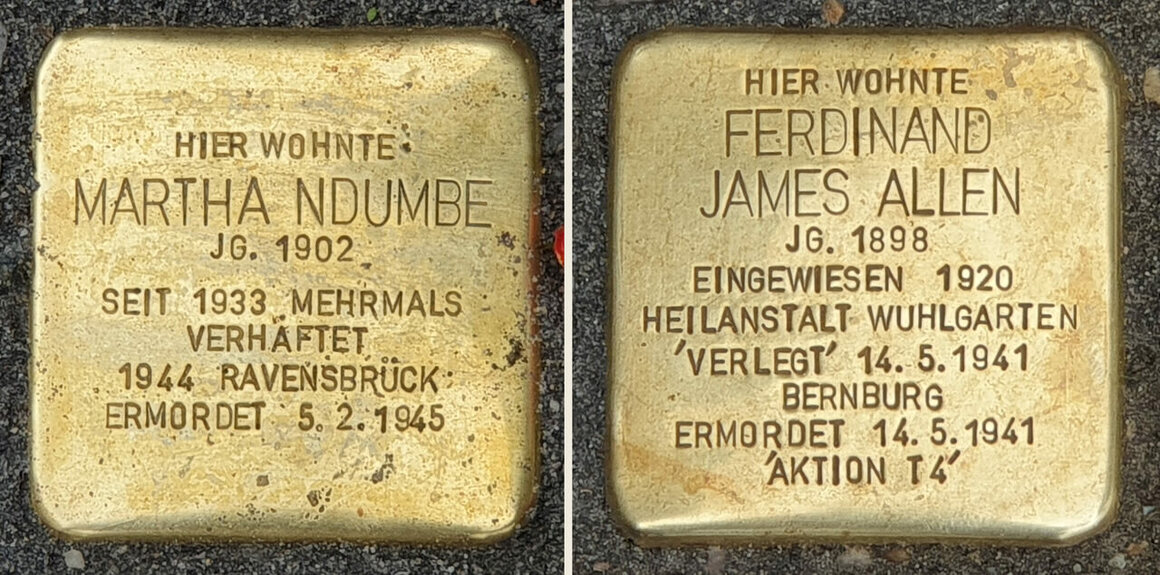 HIER WOHNTE
MARTHA NDUMBE
JG. 1902
SEIT 1933 MEHRMALS
VERHAFTET
1944 RAVENSBRÜCK
ERMORDET 5.2.1945
HIER WOHNTE
FERDINAND
JAMES ALLEN
JG. 1898
EINGEWIESEN 1920
HEILANSTALT WUHLGARTEN
'VERLEGT' 14.5.1941
BERNBURG
ERMORDET 14.5.1941
'AKTION T4'